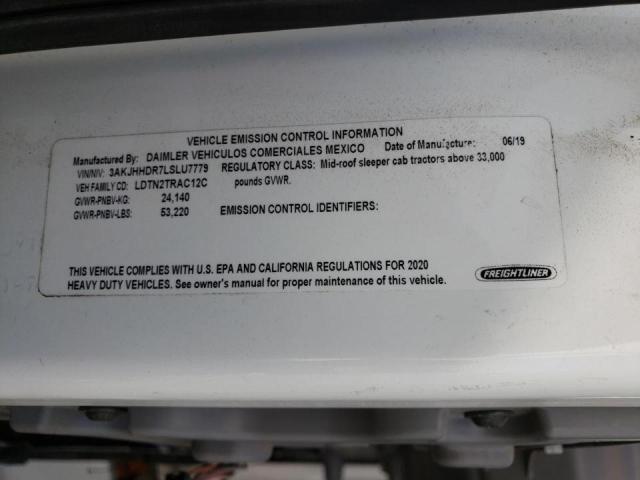 VEHICLE EMISSION CONTROL INFORMATION
Manufactured By: DAIMLER VEHICULOS COMERCIALES MEXICO Date of Manufacture: 06/19
VIN/NIV: 3AKJHHDR7LSLU7779 REGULATORY CLASS: Mid-roof sleeper cab tractors above 33,000
VEH FAMILY CD: LDTN2TRAC12C pounds GVWR.
GVWR-PNBV-KG: 24,140
GVWR-PNBV-LBS: 53,220 EMISSION CONTROL IDENTIFIERS:
THIS VEHICLE COMPLIES WITH U.S. EPA AND CALIFORNIA REGULATIONS FOR 2020
HEAVY DUTY VEHICLES. See owner's manual for proper maintenance of this vehicle.
FREIGHTLINER